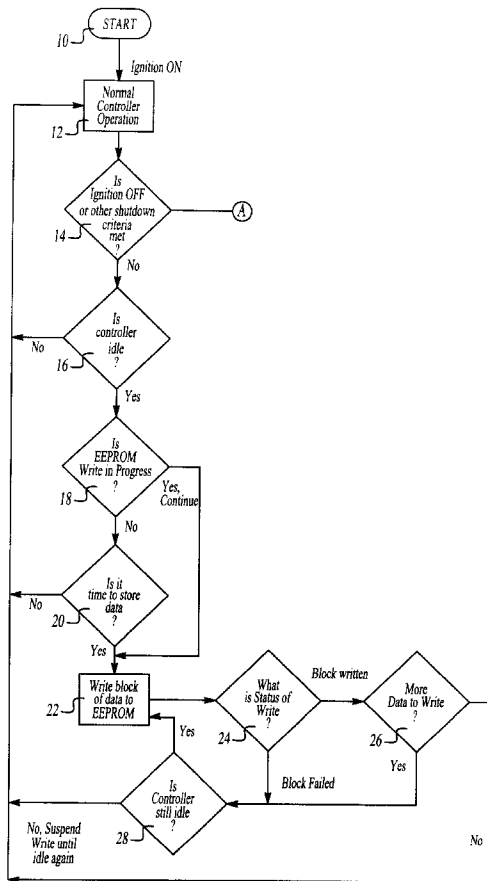 START
10
Ignition ON
Normal
Controller
Operation
12
Is
Ignition OFF
or other shutdown
criteria
met
?
14
A
No
Is
controller
idle
?
16
No
Yes
Is
EEPROM
Write in Progress
?
18
Yes,
Continue
No
Is it
time to store
data
?
20
No
Yes
Write block
of data to
EEPROM
22
What
is Status of
Write
?
24
Block written
More
Data to Write
?
26
Yes
Yes
Block Failed
Is
Controller
still idle
?
28
No, Suspend
Write until
idle again
No